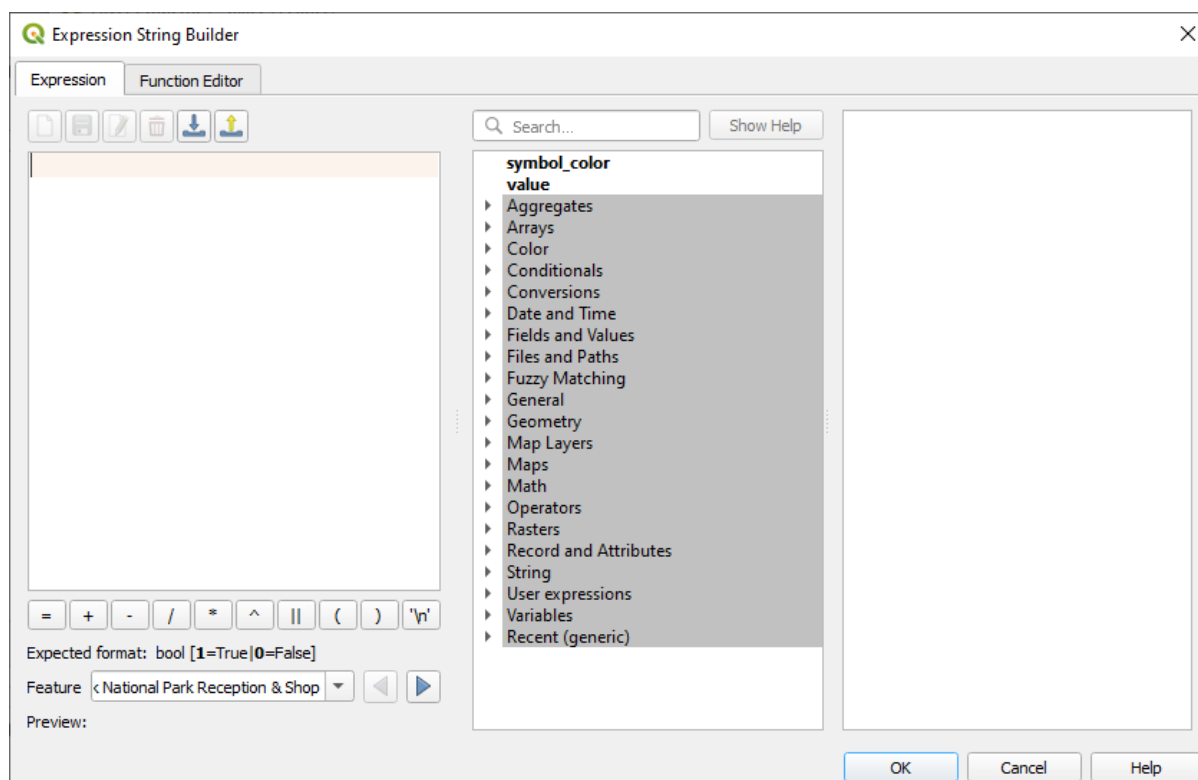 Expression String Builder
Expression
Function Editor
Search...
Show Help
symbol_color
value
Aggregates
Arrays
Color
Conditionals
Conversions
Date and Time
Fields and Values
Files and Paths
Fuzzy Matching
General
Geometry
Map Layers
Maps
Math
Operators
Rasters
Record and Attributes
String
User expressions
Variables
Recent (generic)
= + - / * ^ || ( ) '\n'
Expected format: bool [1=True|0=False]
Feature National Park Reception & Shop
Preview:
OK Cancel Help